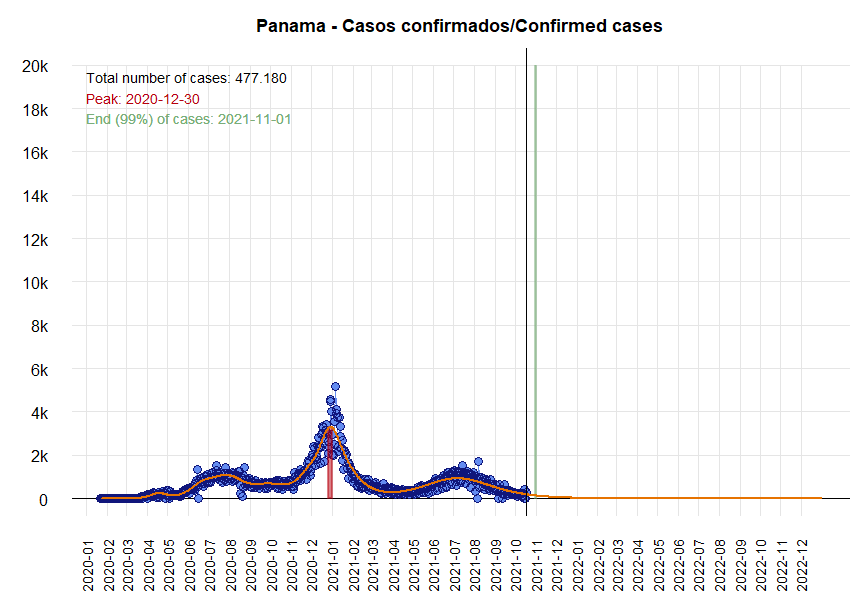 Panama - Casos confirmados/Confirmed cases
20k
18k
16k
14k
12k
10k
8k
6k
4k
2k
0
Total number of cases: 477.180
Peak: 2020-12-30
End (99%) of cases: 2021-11-01
2020-01
2020-02
2020-03
2020-04
2020-05
2020-06
2020-07
2020-08
2020-09
2020-10
2020-11
2020-12
2021-01
2021-02
2021-03
2021-04
2021-05
2021-06
2021-07
2021-08
2021-09
2021-10
2021-11
2021-12
2022-01
2022-02
2022-03
2022-04
2022-05
2022-06
2022-07
2022-08
2022-09
2022-10
2022-11
2022-12